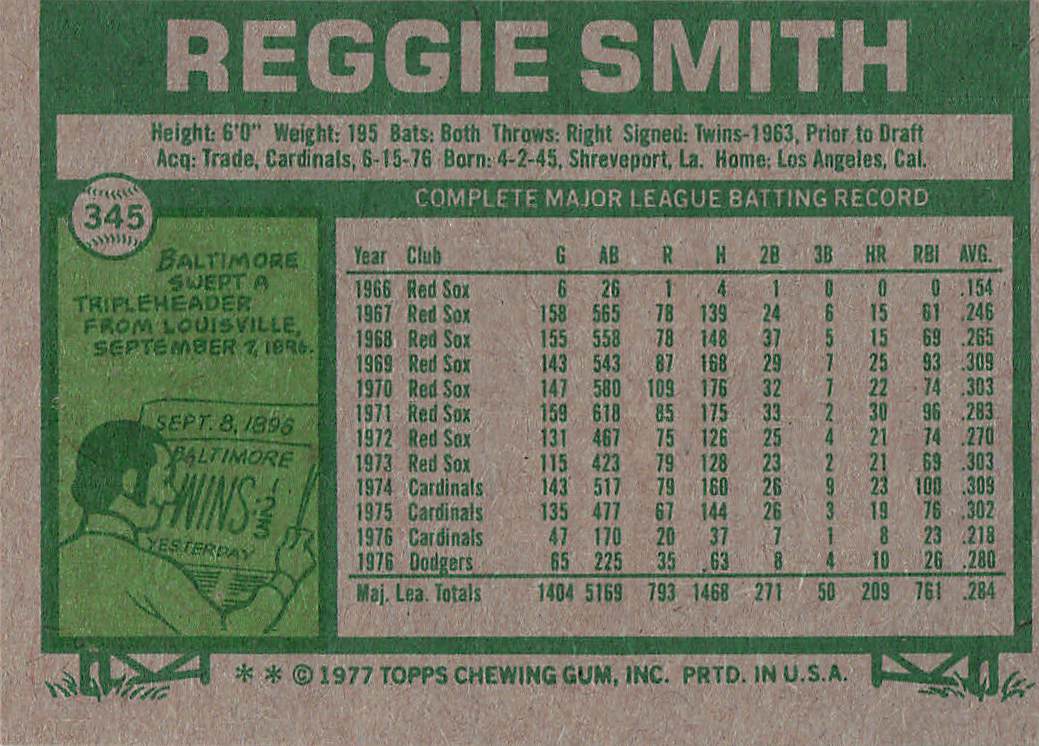 REGGIE SMITH
Height: 6'0" Weight: 195 Bats: Both Throws: Right Signed: Twins-1963, Prior to Draft
Acq: Trade, Cardinals, 6-15-76 Born: 4-2-45, Shreveport, La. Home: Los Angeles, Cal.
345
COMPLETE MAJOR LEAGUE BATTING RECORD
BALTIMORE
SWEPT A
TRIPLEHEADER
FROM LOUISVILLE,
SEPTEMBER 7, 1896.
SEPT. 8, 1896
BALTIMORE
WINS 1
2
3
YESTERDAY
Year Club G AB R H 2B 3B HR RBI AVG.
1966 Red Sox 6 26 1 4 1 0 0 0 .154
1967 Red Sox 158 565 78 139 24 6 15 61 .246
1968 Red Sox 155 558 78 148 37 5 15 69 .265
1969 Red Sox 143 543 87 168 29 7 25 93 .309
1970 Red Sox 147 580 109 176 32 7 22 74 .303
1971 Red Sox 159 618 85 175 33 2 30 96 .283
1972 Red Sox 131 467 75 126 25 4 21 74 .270
1973 Red Sox 115 423 79 128 23 2 21 69 .303
1974 Cardinals 143 517 79 160 26 9 23 100 .309
1975 Cardinals 135 477 67 144 26 3 19 76 .302
1976 Cardinals 47 170 20 37 7 1 8 23 .218
1976 Dodgers 65 225 35 63 8 4 10 26 .280
Maj. Lea. Totals 1404 5169 793 1468 271 50 209 761 .284
* * © 1977 TOPPS CHEWING GUM, INC. PRTD. IN U.S.A.